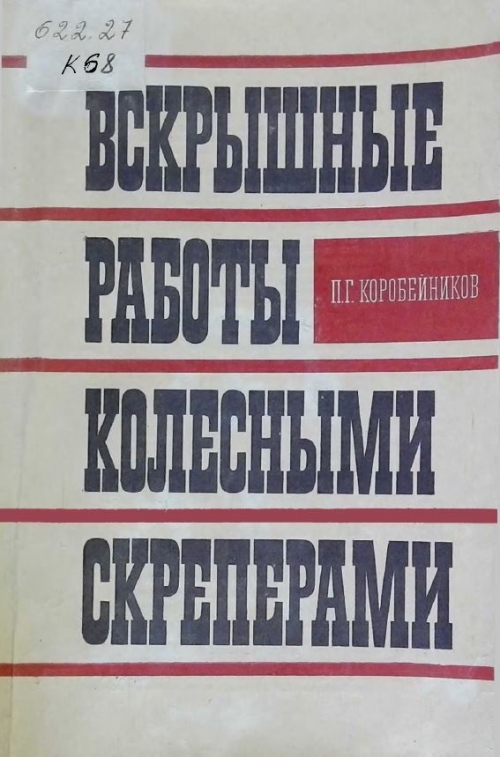 622.27
К68
ВСКРЫШНЫЕ
РАБОТЫ
П.Г. КОРОБЕЙНИКОВ
КОЛЕСНЫМИ
СКРЕПЕРАМИ